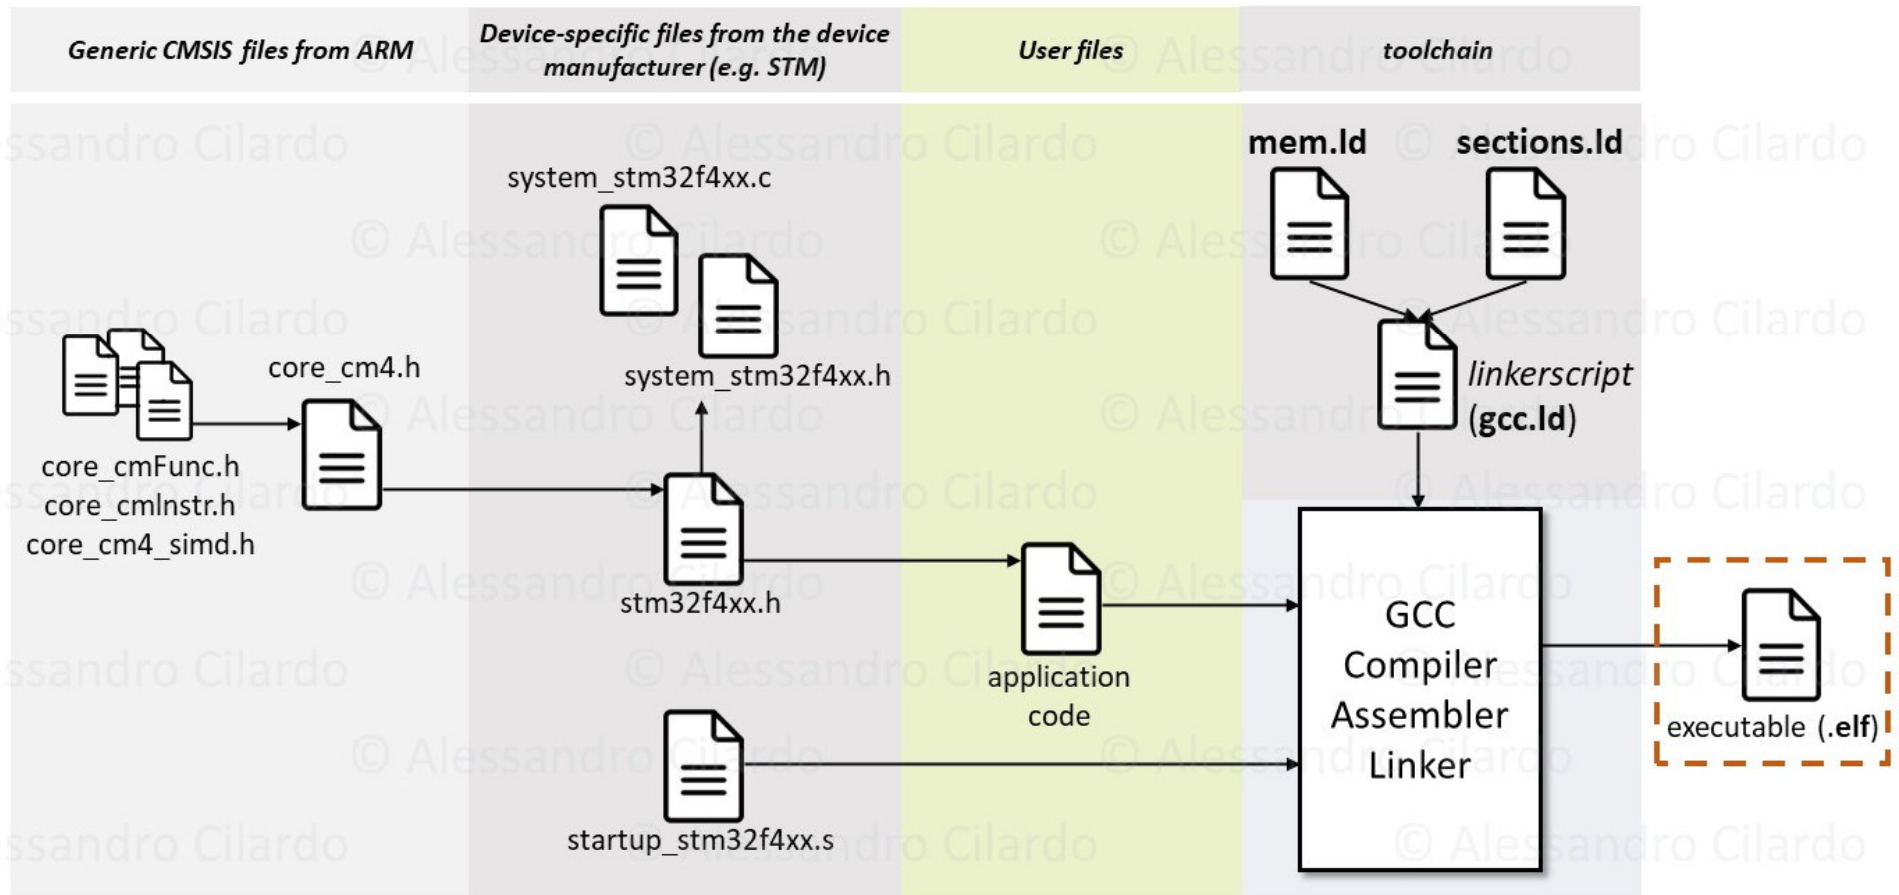 Generic CMSIS files from ARM
Device-specific files from the device
manufacturer (e.g. STM)
User files
toolchain
mem.ld
sections.ld
system_stm32f4xx.c
system_stm32f4xx.h
core_cm4.h
linkerscript
(gcc.ld)
core_cmFunc.h
core_cmInstr.h
core_cm4_simd.h
stm32f4xx.h
application
code
GCC
Compiler
Assembler
Linker
executable (.elf)
startup_stm32f4xx.s
© Alessandro Cilardo